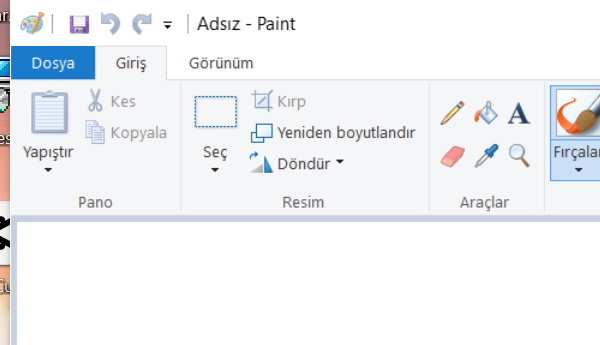 Adsız - Paint
Dosya Giriş Görünüm
Yapıştır
Kes
Kopyala
Pano
Seç
Kırp
Yeniden boyutlandır
Döndür
Resim
A
Araçlar
Fırçalar